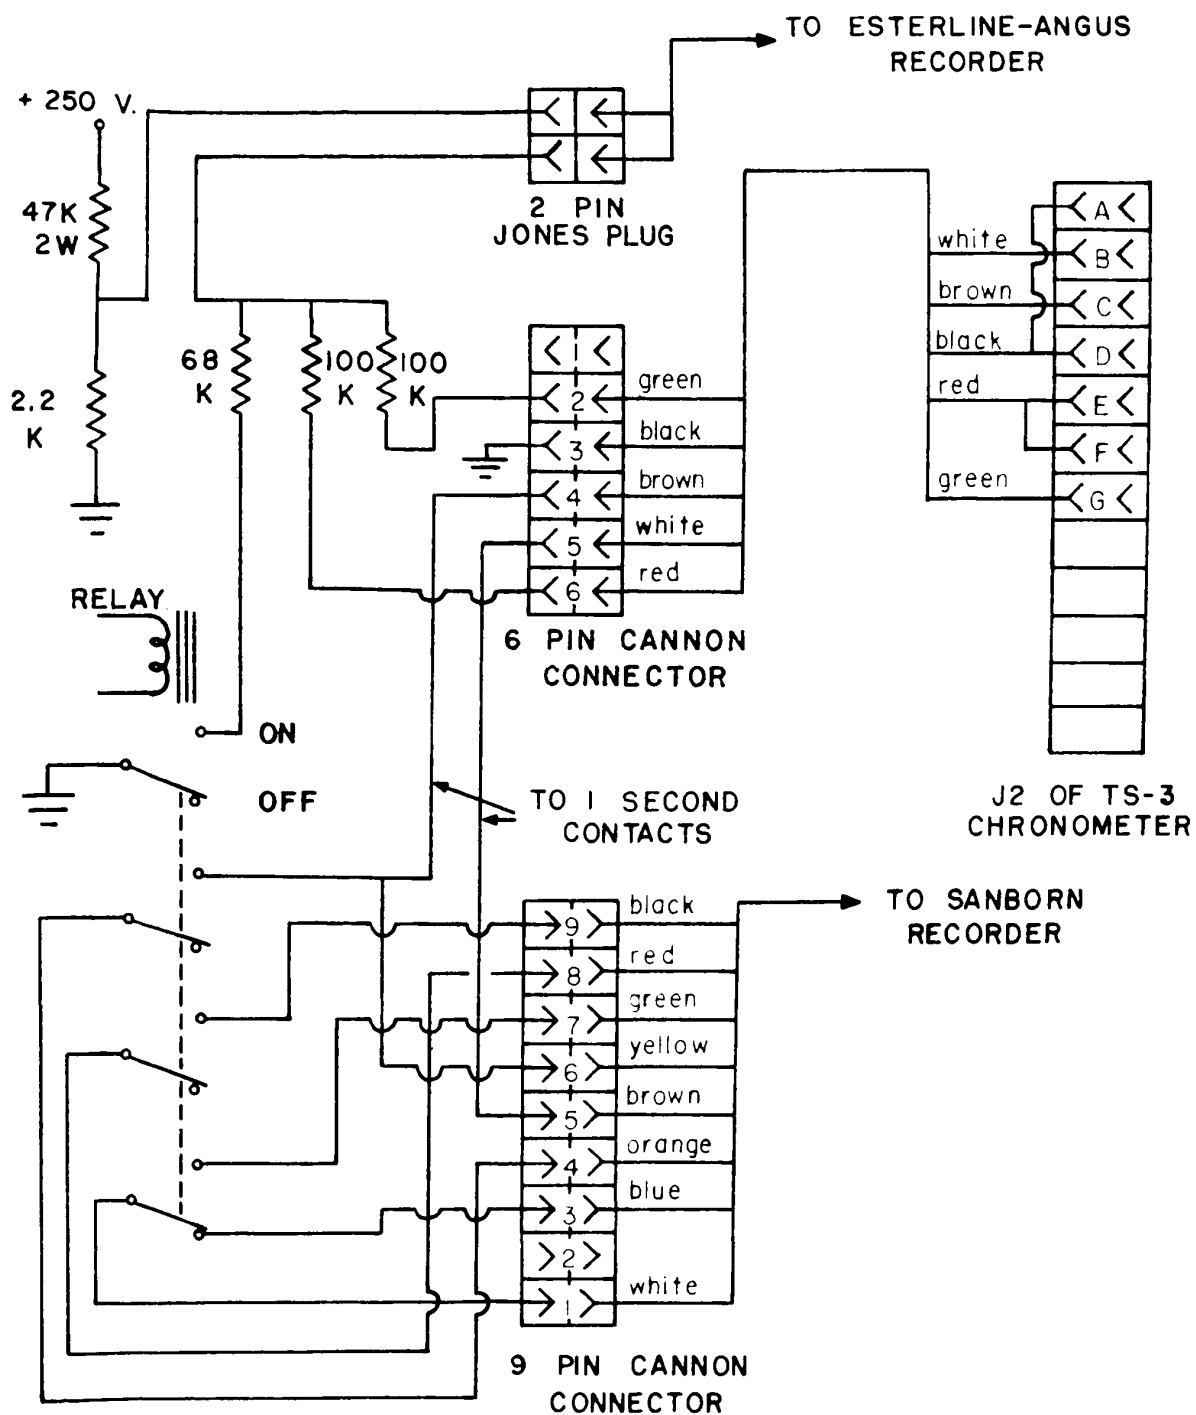 TO ESTERLINE-ANGUS
RECORDER
+ 250 V.
47K
2W
2 PIN
JONES PLUG
A
white
B
brown
C
black
D
red
E
F
green
G
68
K
100
K
100
K
2.2
K
1
green
2
black
3
brown
4
white
5
red
6
RELAY
6 PIN CANNON
CONNECTOR
ON
OFF
TO 1 SECOND
CONTACTS
J2 OF TS-3
CHRONOMETER
TO SANBORN
RECORDER
black
9
red
8
green
7
yellow
6
brown
5
orange
4
blue
3
2
white
1
9 PIN CANNON
CONNECTOR